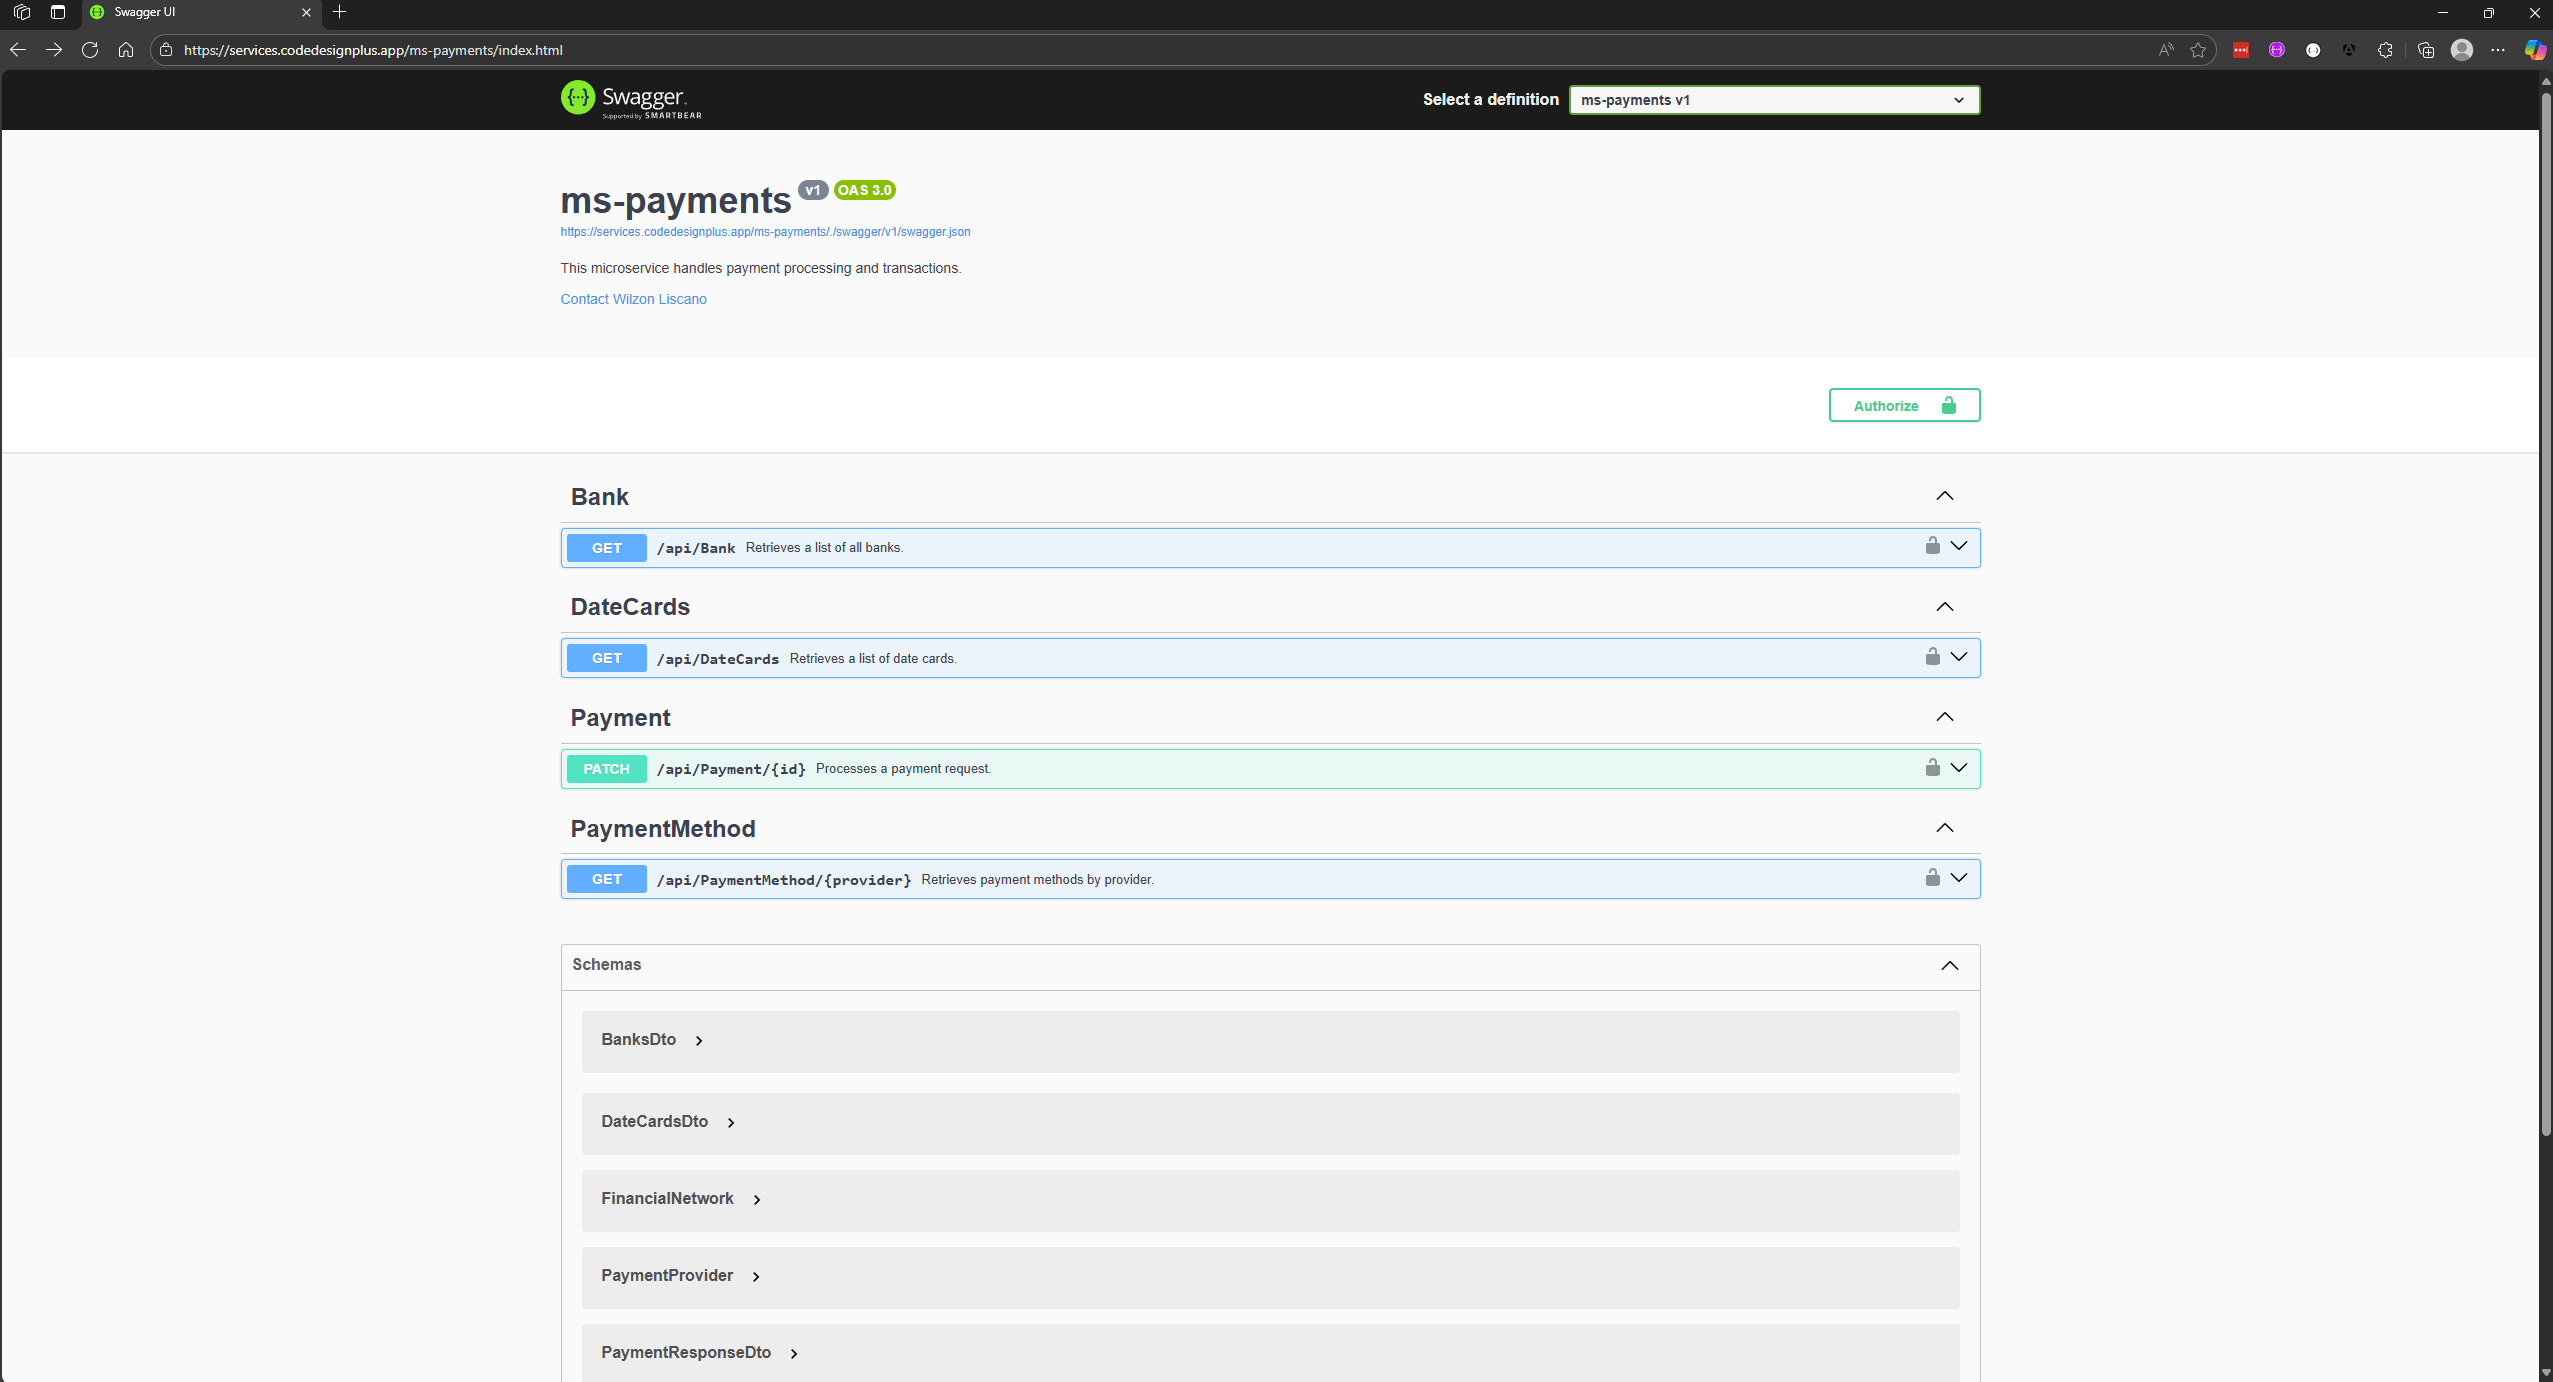 Swagger UI
https://services.codedesignplus.app/ms-payments/index.html
Swagger
Supported by SMARTBEAR
Select a definition
ms-payments v1
ms-payments v1 OAS 3.0
https://services.codedesignplus.app/ms-payments/./swagger/v1/swagger.json
This microservice handles payment processing and transactions.
Contact Wilzon Liscano
Authorize
Bank
GET /api/Bank Retrieves a list of all banks.
DateCards
GET /api/DateCards Retrieves a list of date cards.
Payment
PATCH /api/Payment/{id} Processes a payment request.
PaymentMethod
GET /api/PaymentMethod/{provider} Retrieves payment methods by provider.
Schemas
BanksDto
DateCardsDto
FinancialNetwork
PaymentProvider
PaymentResponseDto